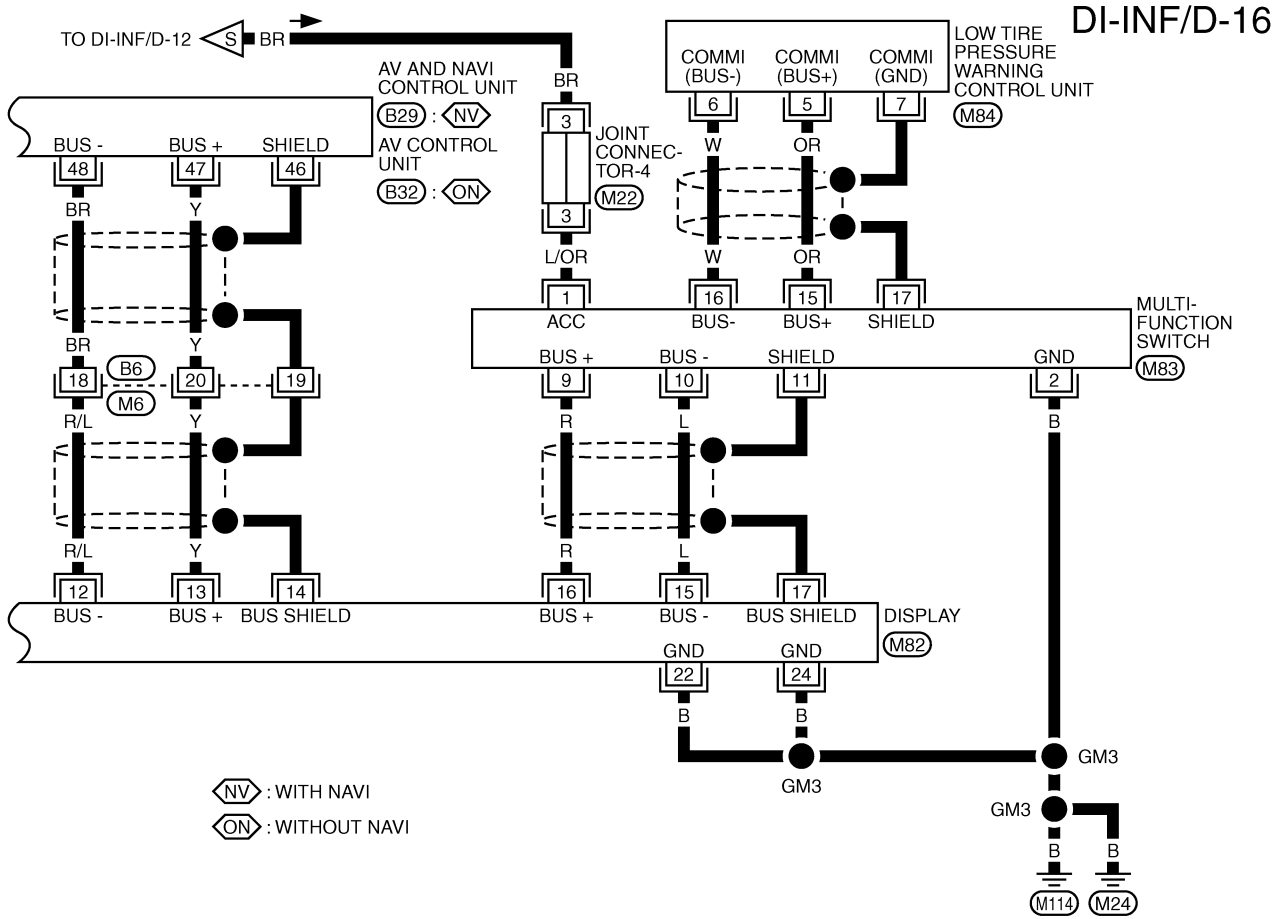 DI-INF/D-16
TO DI-INF/D-12 S BR
LOW TIRE
PRESSURE
WARNING
CONTROL UNIT
M84
COMMI
(BUS-)
COMMI
(BUS+)
COMMI
(GND)
6 5 7
W OR
W OR
16 15 17
BUS- BUS+ SHIELD
AV AND NAVI
CONTROL UNIT
B29 : NV
AV CONTROL
UNIT
B32 : ON
BUS - BUS + SHIELD
48 47 46
BR Y
BR Y
BR
3
JOINT
CONNEC-
TOR-4
M22
3
L/OR
1
ACC
MULTI-
FUNCTION
SWITCH
M83
BUS + BUS - SHIELD GND
9 10 11 2
R L B
B6
18 20 19
M6
R/L Y
R/L Y
R L
12 13 14 16 15 17
BUS - BUS + BUS SHIELD BUS + BUS - BUS SHIELD
DISPLAY
M82
GND GND
22 24
B B
GM3
GM3
GM3
B B
M114 M24
NV : WITH NAVI
ON : WITHOUT NAVI